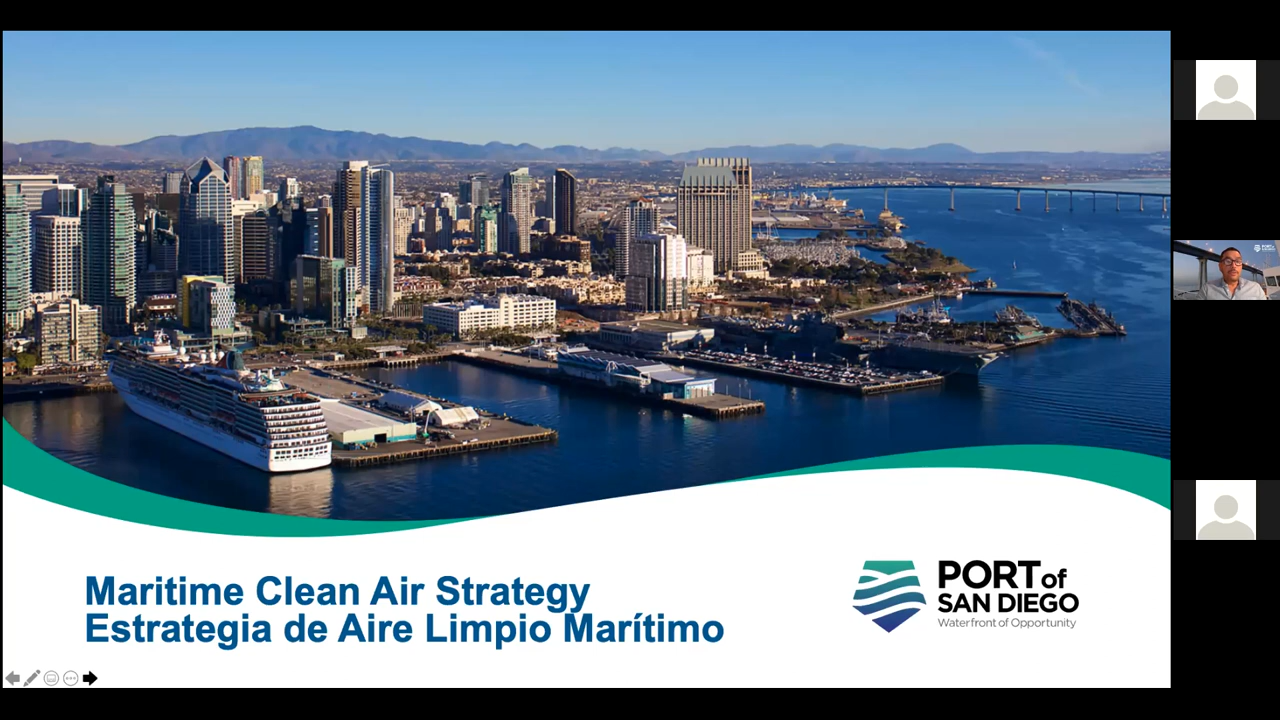 Maritime Clean Air Strategy
Estrategia de Aire Limpio Marítimo
PORT of
SAN DIEGO
Waterfront of Opportunity